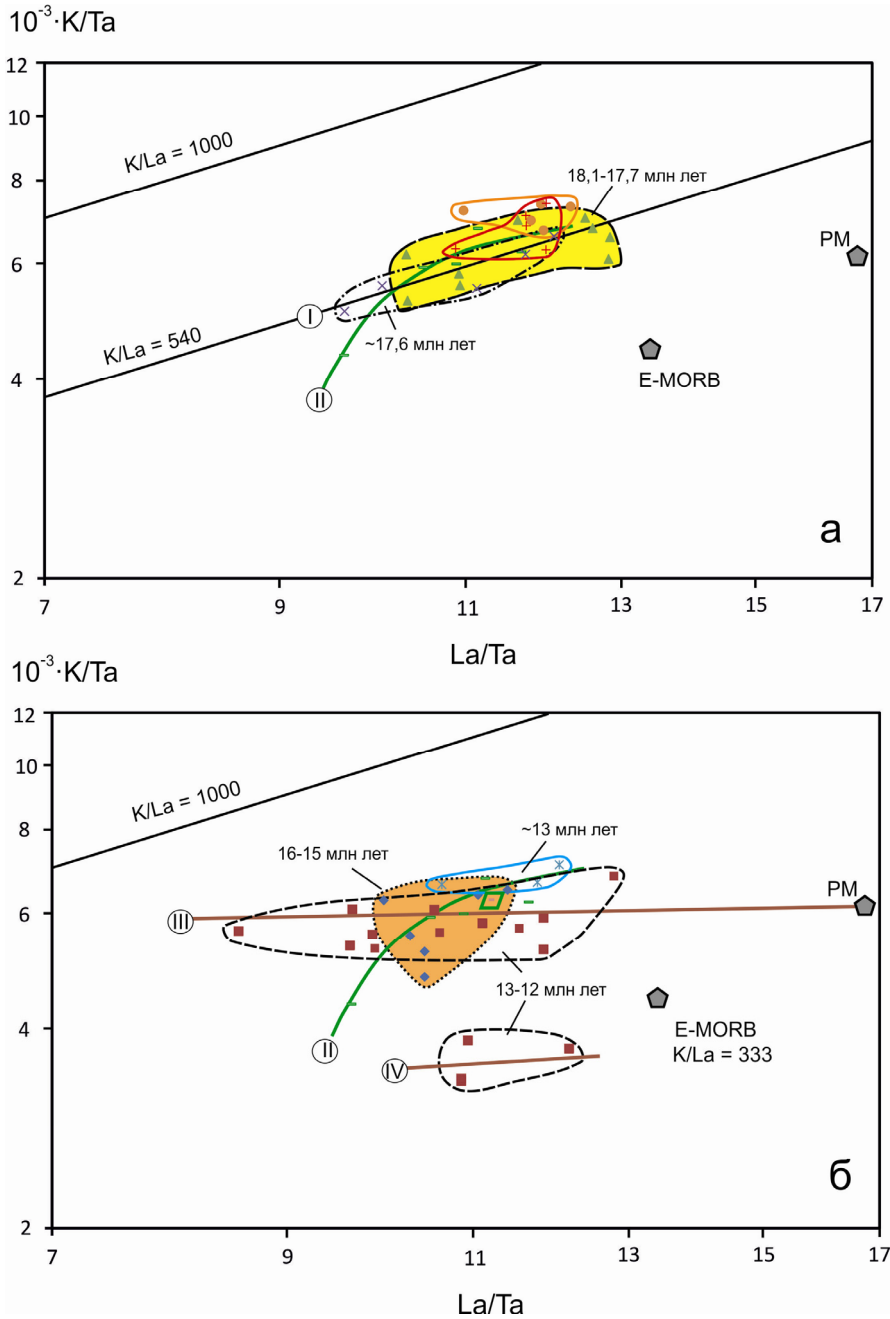 10⁻³·K/Ta
12
10
8
6
4
2
K/La = 1000
18,1-17,7 млн лет
PM
I
K/La = 540
~17,6 млн лет
II
E-MORB
а
7
9
11
13
15
17
La/Ta
10⁻³·K/Ta
12
10
8
6
4
2
K/La = 1000
~13 млн лет
16-15 млн лет
PM
III
13-12 млн лет
E-MORB
K/La = 333
II
IV
б
7
9
11
13
15
17
La/Ta